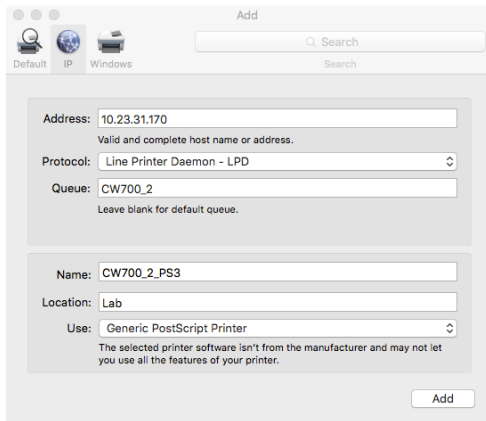 Add
Search
Default IP Windows Search
Address: 10.23.31.170
Valid and complete host name or address.
Protocol: Line Printer Daemon - LPD
Queue: CW700_2
Leave blank for default queue.
Name: CW700_2_PS3
Location: Lab
Use: Generic PostScript Printer
The selected printer software isn't from the manufacturer and may not let
you use all the features of your printer.
Add